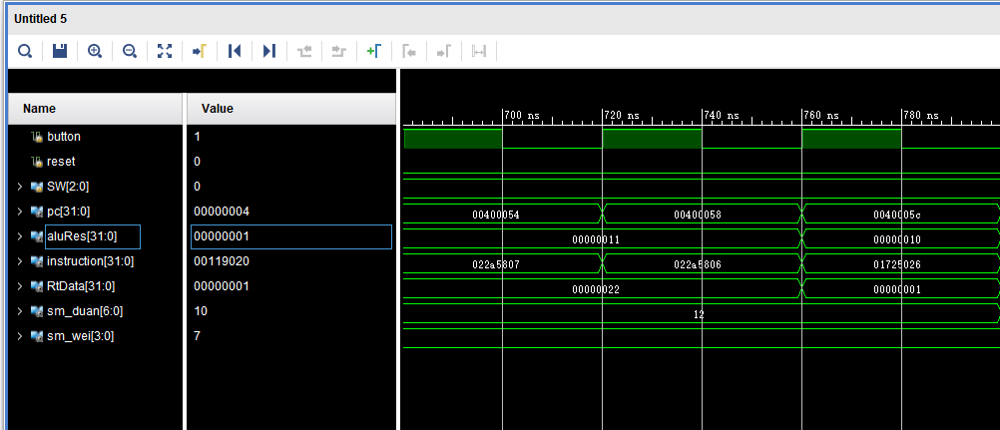 Untitled 5
Name Value
700 ns 720 ns 740 ns 760 ns 780 ns
button 1
reset 0
SW[2:0] 0
pc[31:0] 00000004 00400054 00400058 0040005c
aluRes[31:0] 00000001 00000011 00000010
instruction[31:0] 00119020 022a5807 022a5806 01725026
RtData[31:0] 00000001 00000022 00000001
sm_duan[6:0] 10 12
sm_wei[3:0] 7